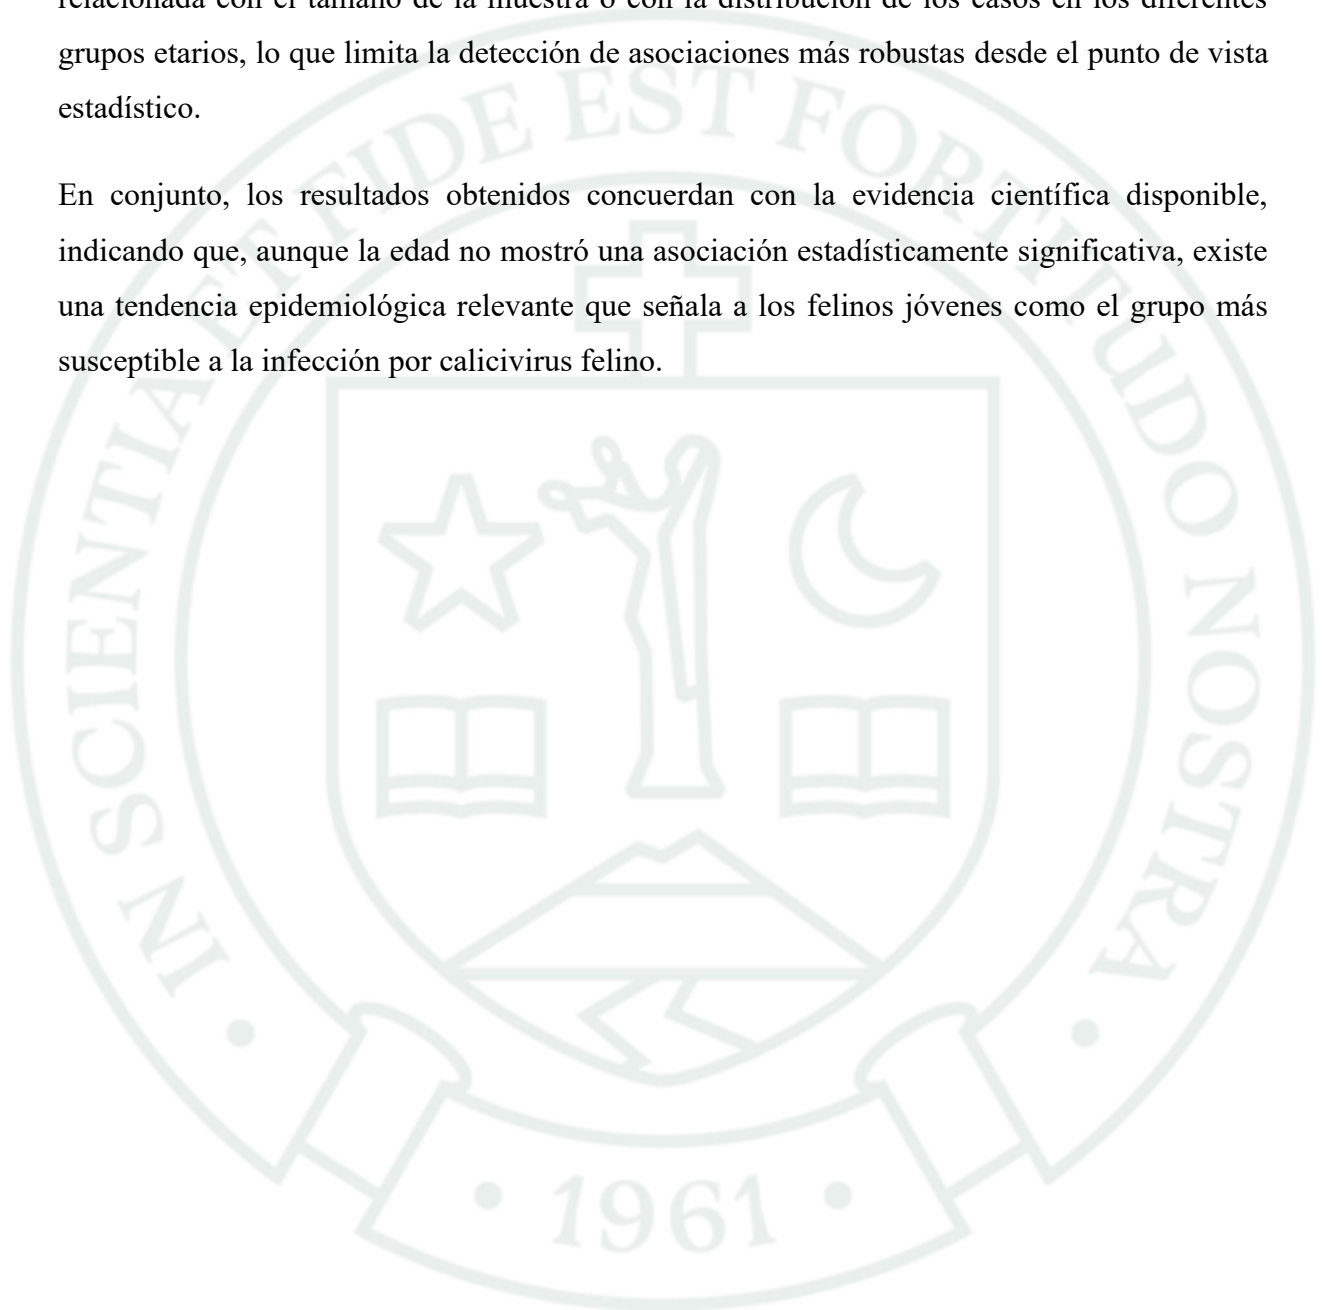 relacionada con el tamaño de la muestra o con la distribución de los casos en los diferentes
grupos etarios, lo que limita la detección de asociaciones más robustas desde el punto de vista
estadístico.
En conjunto, los resultados obtenidos concuerdan con la evidencia científica disponible,
indicando que, aunque la edad no mostró una asociación estadísticamente significativa, existe
una tendencia epidemiológica relevante que señala a los felinos jóvenes como el grupo más
susceptible a la infección por calicivirus felino.
• IN SCIENTIA ET FIDE EST FORTITUDO NOSTRA •
• 1961 •